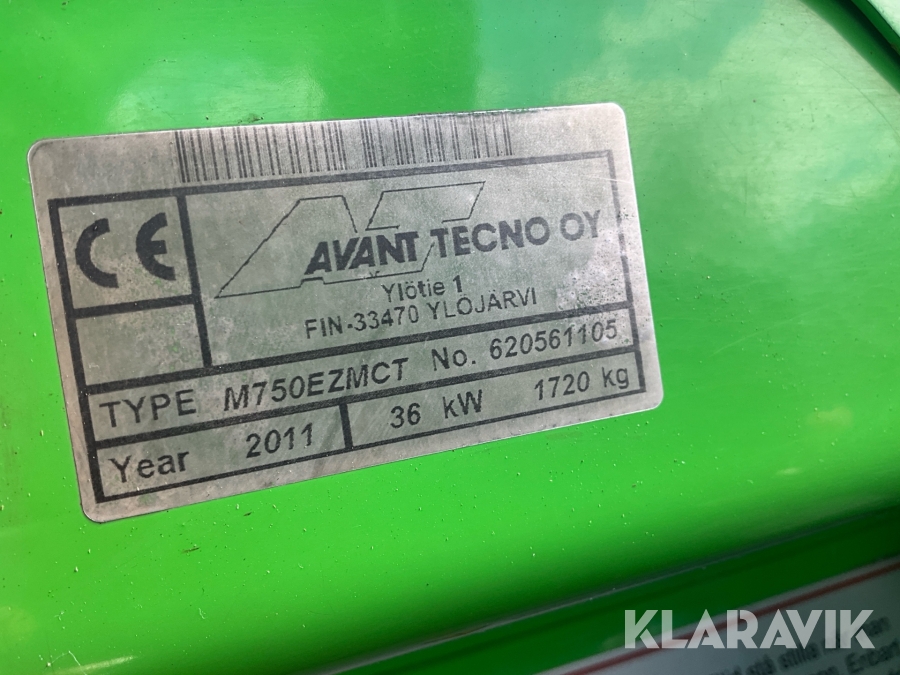 CE
AVANT TECNO OY
Ylötie 1
FIN-33470 YLÖJÄRVI
TYPE M750EZMCT No. 620561105
Year 2011 36 kW 1720 kg
KLARAVIK